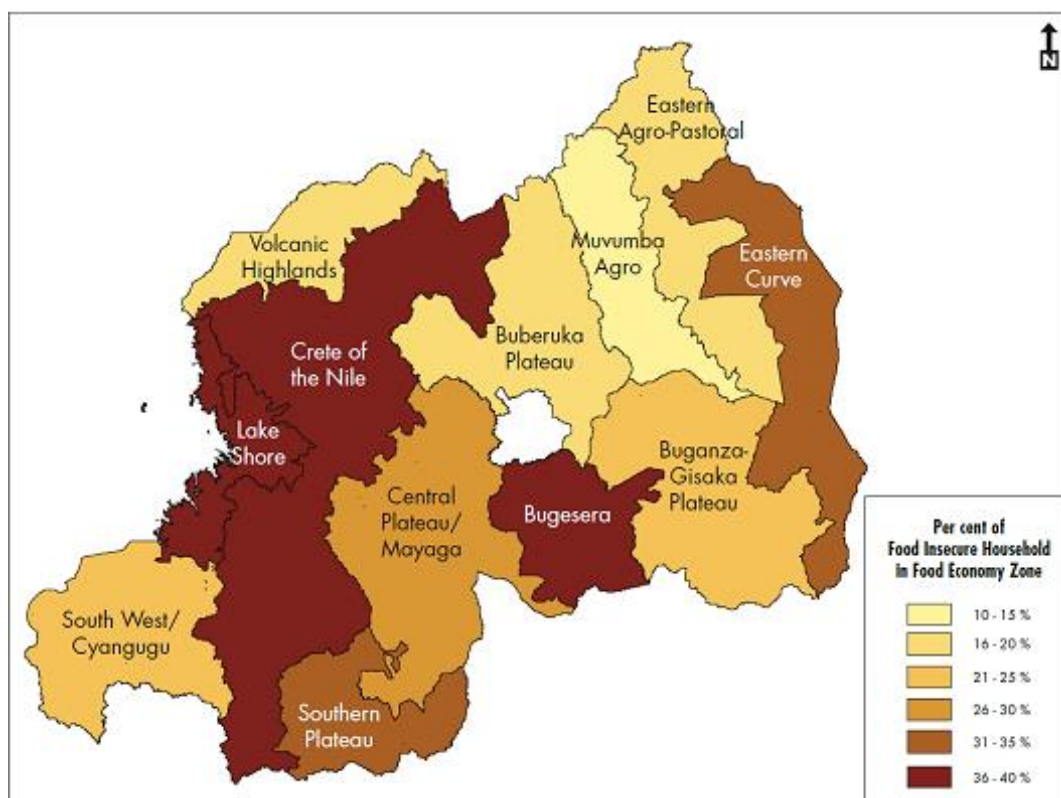 N
Eastern
Agro-Pastoral
Volcanic
Highlands
Muvumba
Agro
Eastern
Curve
Crete of
the Nile
Buberuka
Plateau
Lake
Shore
Buganza-
Gisaka
Plateau
Central
Plateau/
Mayaga
Bugesera
South West/
Cyangugu
Southern
Plateau
Per cent of
Food Insecure Household
in Food Economy Zone
10 - 15 %
16 - 20 %
21 - 25 %
26 - 30 %
31 - 35 %
36 - 40 %